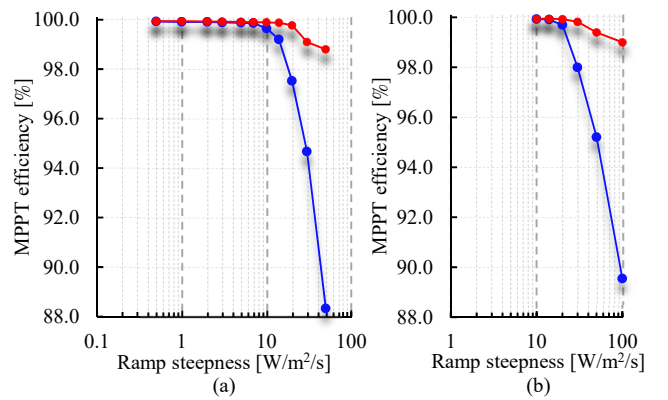 100.0
98.0
96.0
94.0
92.0
90.0
88.0
MPPT efficiency [%]
0.1 1 10 100
Ramp steepness [W/m²/s]
(a)
100.0
98.0
96.0
94.0
92.0
90.0
88.0
MPPT efficiency [%]
1 10 100
Ramp steepness [W/m²/s]
(b)